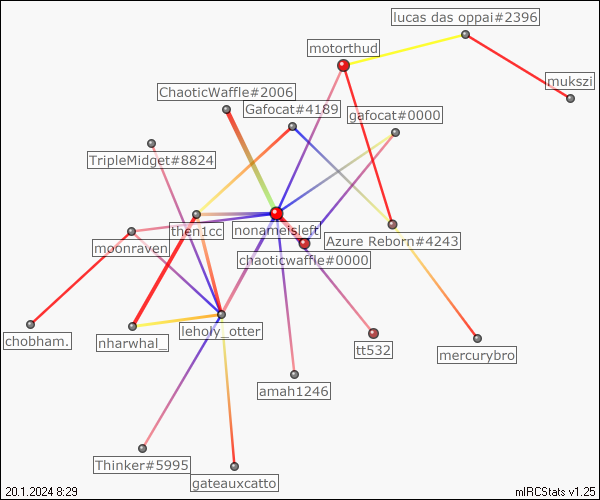 lucas das oppai#2396
motorthud
mukszi
ChaoticWaffle#2006
Gafocat#4189
gafocat#0000
TripleMidget#8824
then1cc
nonameisleft
Azure Reborn#4243
moonraven
chaoticwaffle#0000
leholy_otter
chobham.
nharwhal_
tt532
mercurybro
amah1246
Thinker#5995
gateauxcatto
20.1.2024 8:29
mIRCStats v1.25